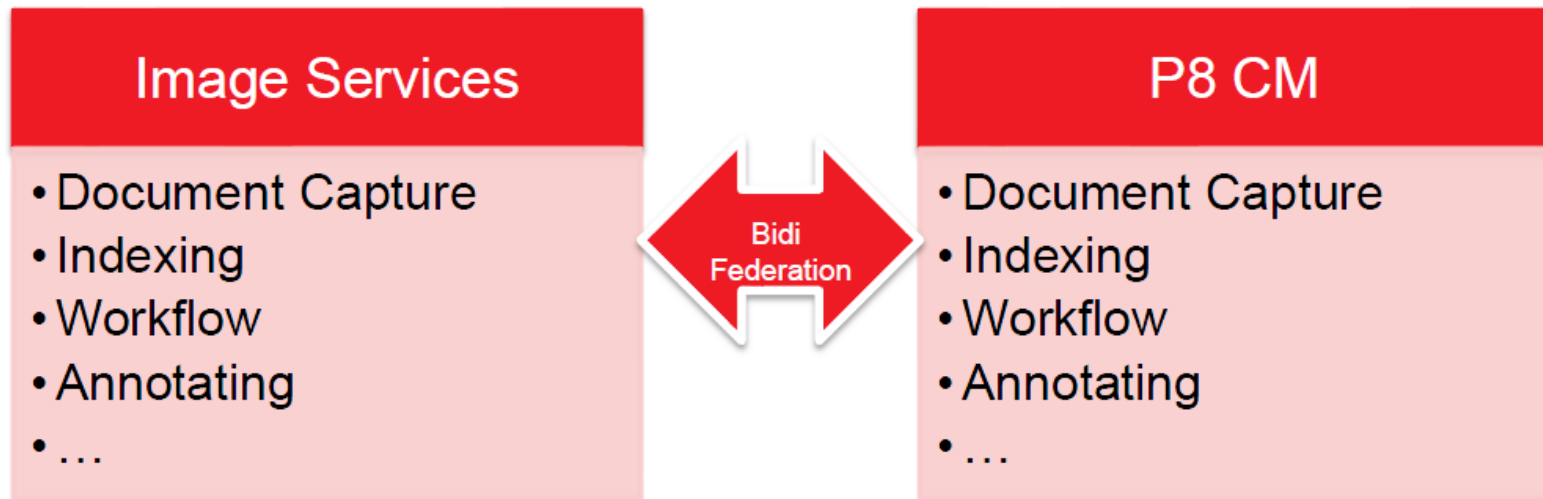 Image Services
• Document Capture
• Indexing
• Workflow
• Annotating
• …
Bidi
Federation
P8 CM
• Document Capture
• Indexing
• Workflow
• Annotating
• …